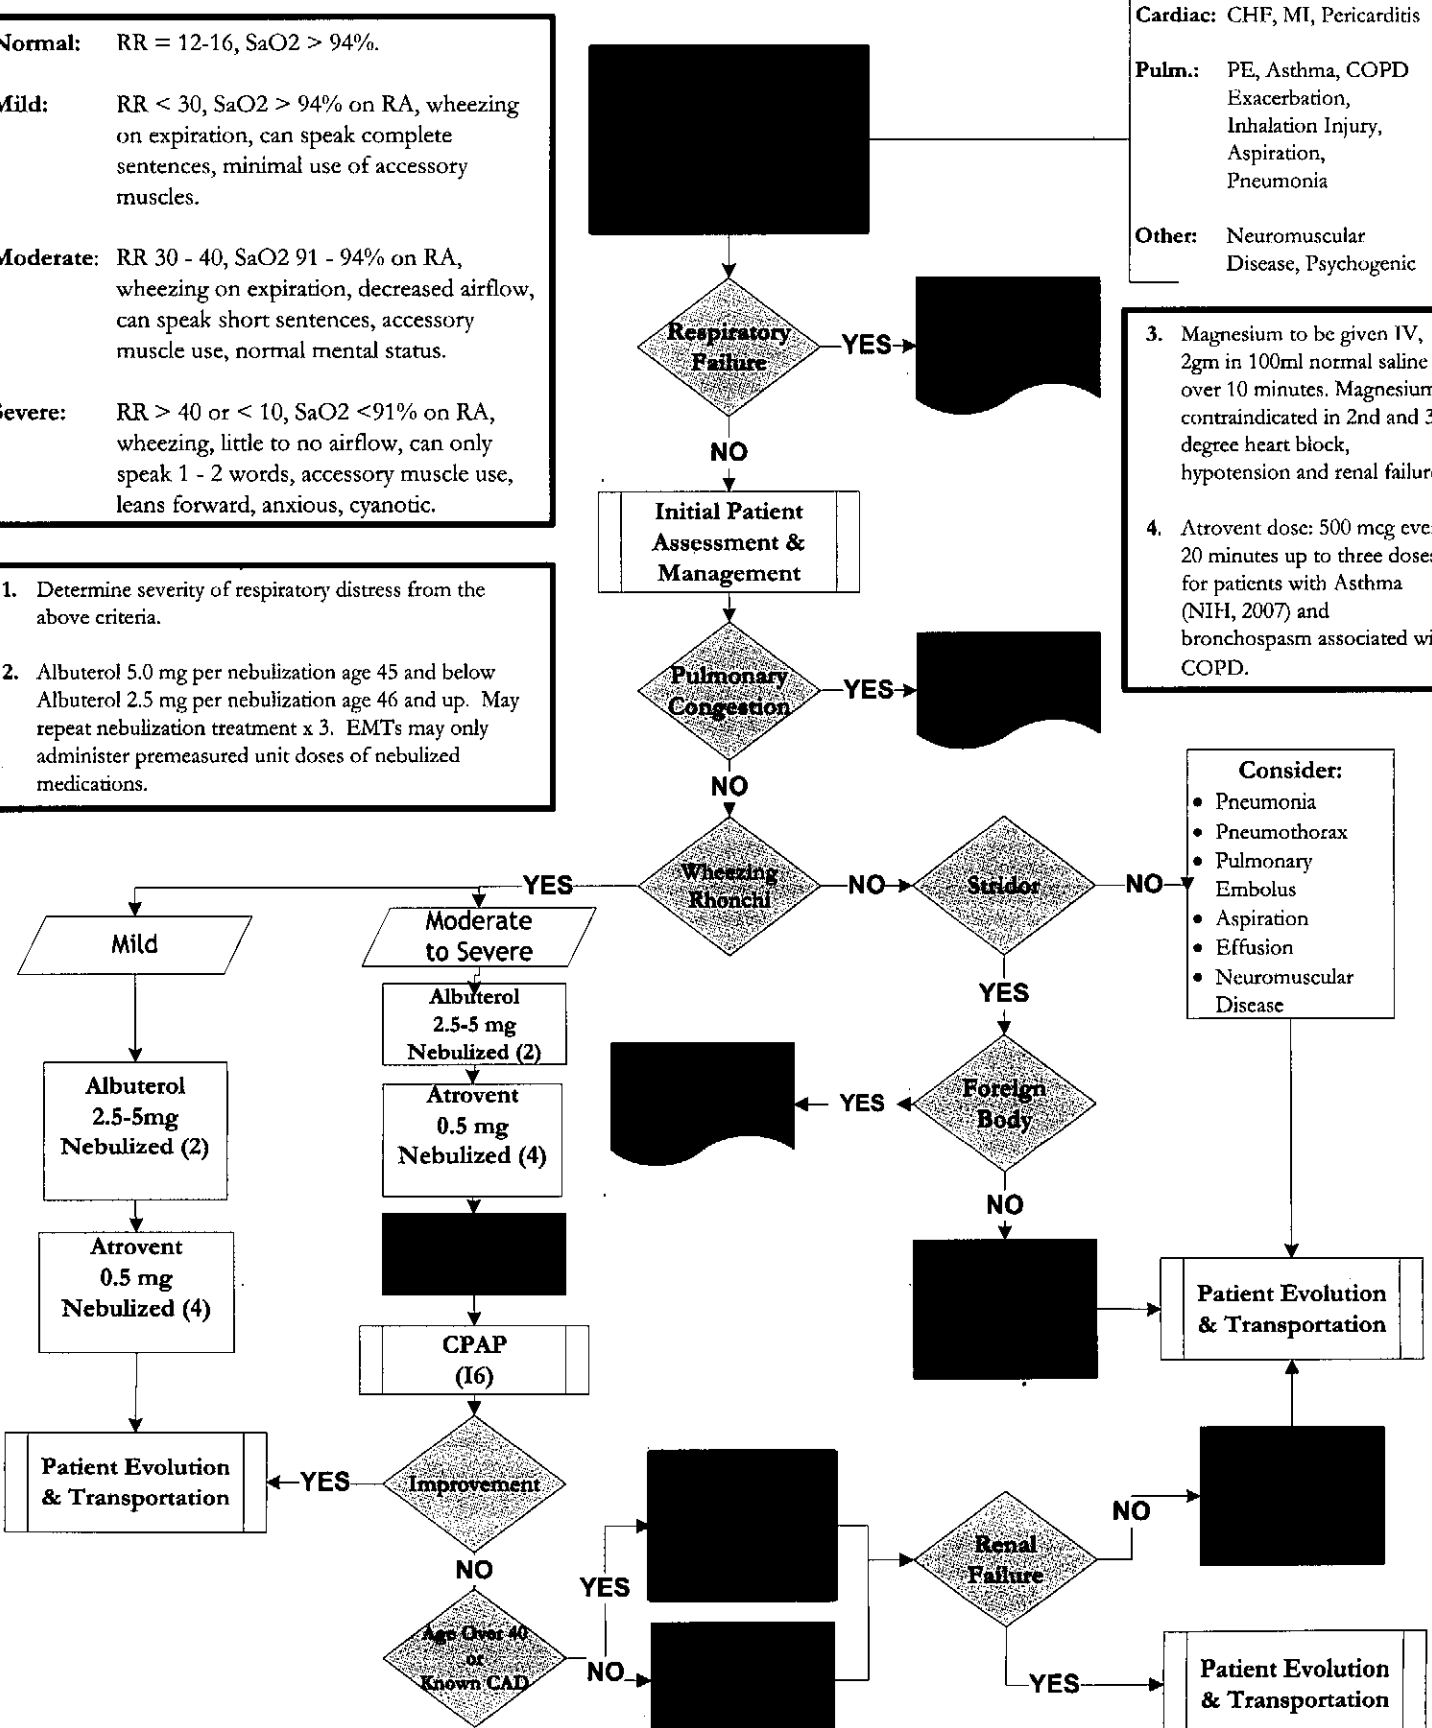 Normal: RR = 12-16, SaO2 > 94%.
Mild: RR < 30, SaO2 > 94% on RA, wheezing
on expiration, can speak complete
sentences, minimal use of accessory
muscles.
Moderate: RR 30 - 40, SaO2 91 - 94% on RA,
wheezing on expiration, decreased airflow,
can speak short sentences, accessory
muscle use, normal mental status.
Severe: RR > 40 or < 10, SaO2 <91% on RA,
wheezing, little to no airflow, can only
speak 1 - 2 words, accessory muscle use,
leans forward, anxious, cyanotic.
1. Determine severity of respiratory distress from the
above criteria.
2. Albuterol 5.0 mg per nebulization age 45 and below
Albuterol 2.5 mg per nebulization age 46 and up. May
repeat nebulization treatment x 3. EMTs may only
administer premeasured unit doses of nebulized
medications.
Cardiac: CHF, MI, Pericarditis
Pulm.: PE, Asthma, COPD
Exacerbation,
Inhalation Injury,
Aspiration,
Pneumonia
Other: Neuromuscular
Disease, Psychogenic
3. Magnesium to be given IV,
2gm in 100ml normal saline
over 10 minutes. Magnesium
contraindicated in 2nd and 3
degree heart block,
hypotension and renal failure
4. Atrovent dose: 500 mcg ever
20 minutes up to three doses
for patients with Asthma
(NIH, 2007) and
bronchospasm associated wi
COPD.
Respiratory
Failure
YES
NO
Initial Patient
Assessment &
Management
Pulmonary
Congestion
YES
NO
Wheezing
Rhonchi
YES
NO
Stridor
NO
YES
Consider:
• Pneumonia
• Pneumothorax
• Pulmonary
Embolus
• Aspiration
• Effusion
• Neuromuscular
Disease
Mild
Albuterol
2.5-5mg
Nebulized (2)
Atrovent
0.5 mg
Nebulized (4)
Patient Evolution
& Transportation
Moderate
to Severe
Albuterol
2.5-5 mg
Nebulized (2)
Atrovent
0.5 mg
Nebulized (4)
CPAP
(I6)
Improvement
YES
NO
Age Over 40
or
Known CAD
YES
NO
Foreign
Body
YES
NO
Patient Evolution
& Transportation
Renal
Failure
NO
YES
Patient Evolution
& Transportation